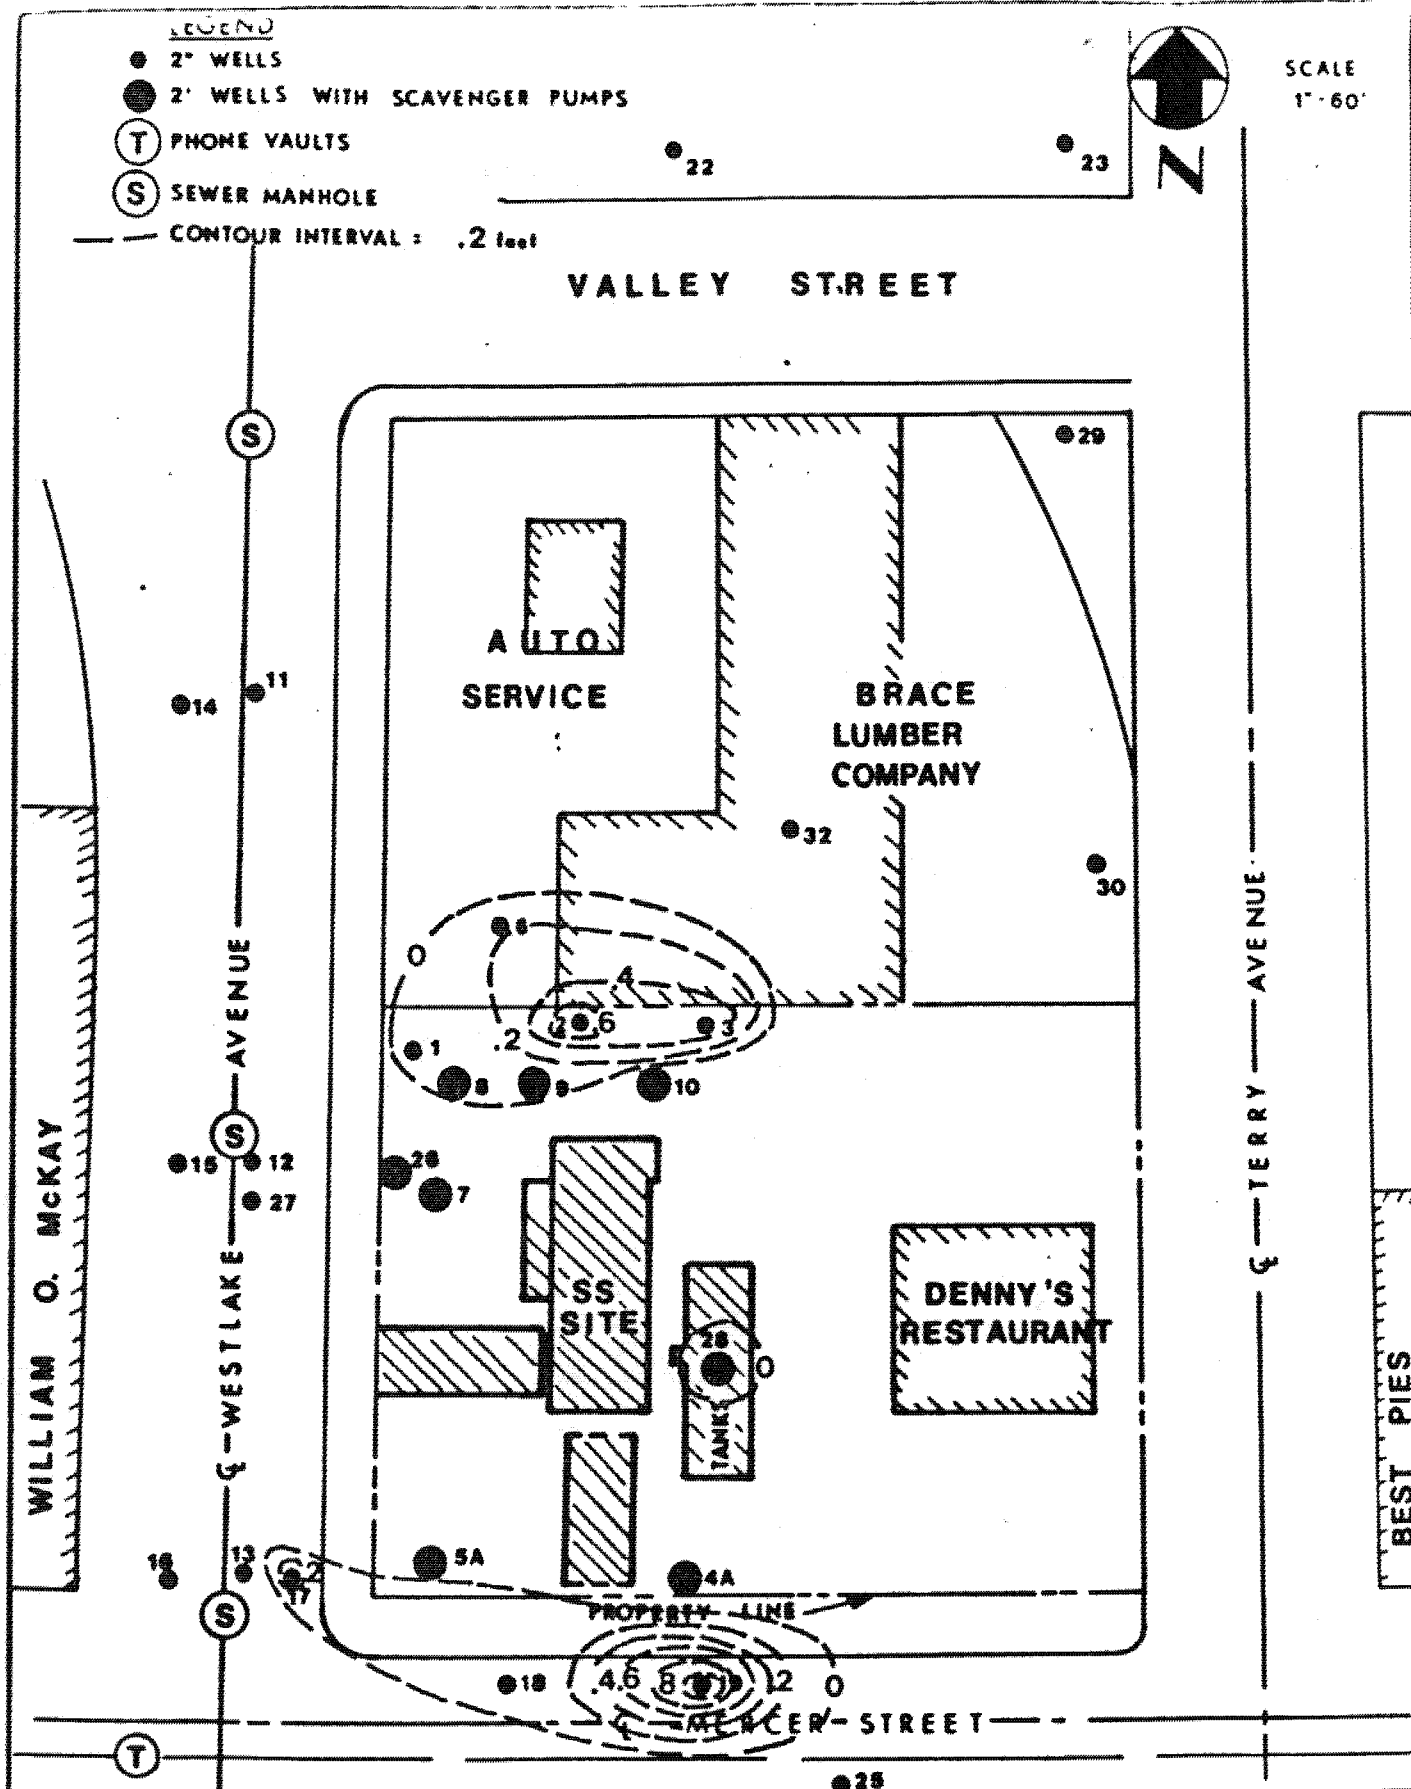 LEGEND
2" WELLS
2' WELLS WITH SCAVENGER PUMPS
T PHONE VAULTS
S SEWER MANHOLE
CONTOUR INTERVAL = .2 feet
N
SCALE
1"-60'
22
23
VALLEY STREET
S
29
AUTO
SERVICE
11
14
BRACE
LUMBER
COMPANY
32
30
6
0
.4
2
.6
3
.2
1
8
9
10
S
15
12
27
26
7
WESTLAKE AVENUE
TERRY AVENUE
WILLIAM O. McKAY
SS
SITE
28
0
TANKS
DENNY'S
RESTAURANT
BEST PIES
16
13
17
5A
4A
S
PROPERTY LINE
18
.4
.6
.8
.2
0
MERCER STREET
T
25